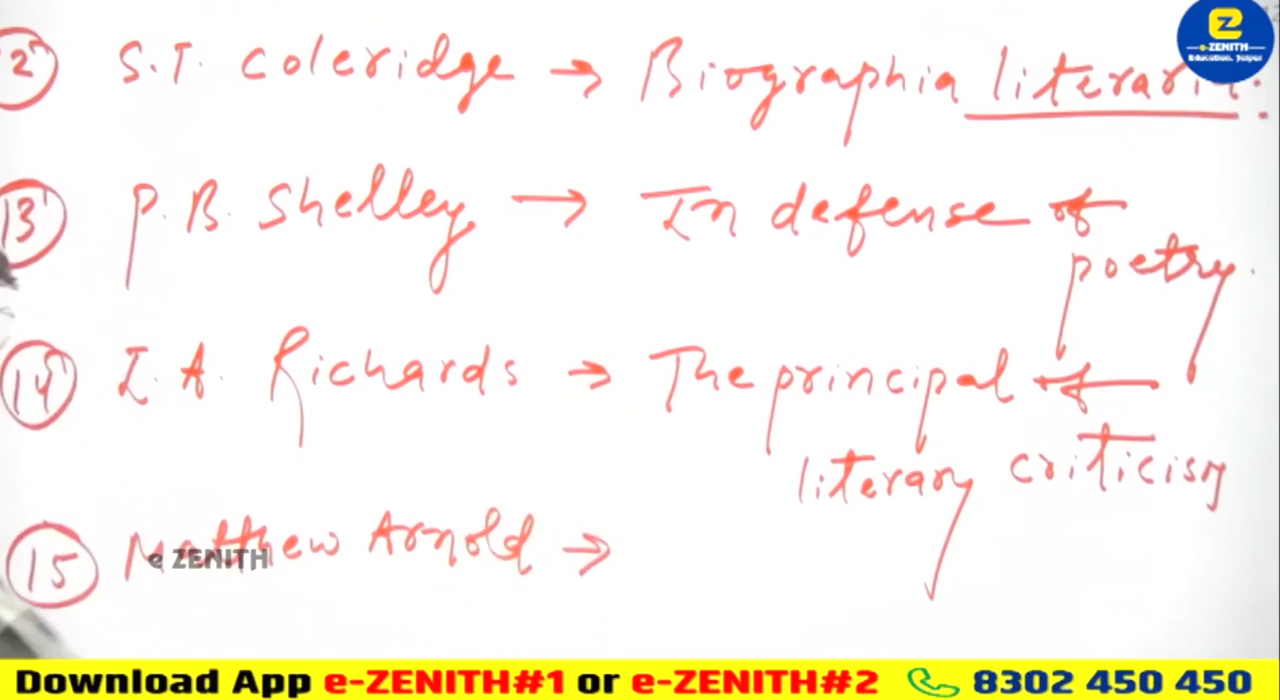 e-ZENITH
Education. Jaipur
12 S.T. Coleridge → Biographia literaria.
13 P.B. Shelley → In defense of
poetry.
14 I.A. Richards → The principal of
literary criticism
15 Matthew Arnold →
e ZENITH
Download App e-ZENITH#1 or e-ZENITH#2 8302 450 450